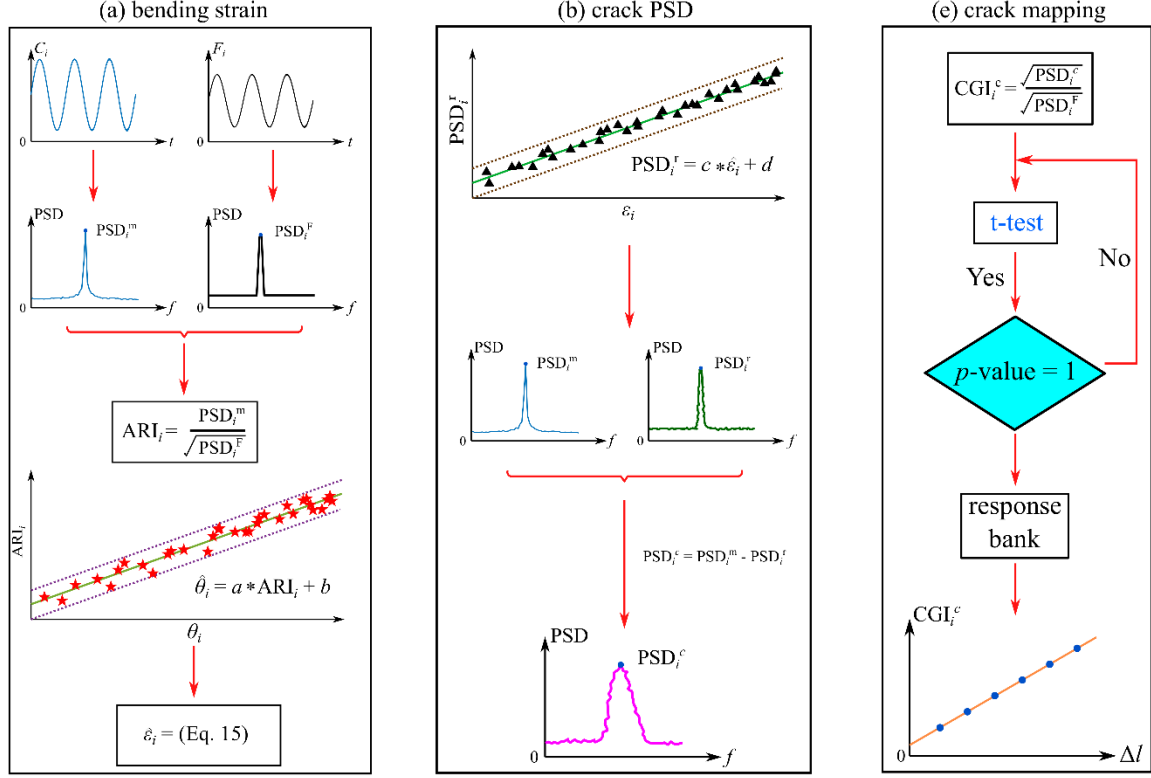 (a) bending strain
C_i
F_i
0
t
0
t
PSD
PSD_i^m
0
f
PSD
PSD_i^F
0
f
ARI_i = PSD_i^m / √PSD_i^F
ARI_i
θ̂_i = a * ARI_i + b
θ_i
ε̂_i = (Eq. 15)
(b) crack PSD
PSD_i^r
PSD_i^r = c * ε̂_i + d
ε_i
PSD
PSD_i^m
0
f
PSD
PSD_i^r
0
f
PSD_i^c = PSD_i^m - PSD_i^r
PSD
PSD_i^c
0
f
(e) crack mapping
CGI_i^c = √PSD_i^c / √PSD_i^F
t-test
Yes
No
p-value = 1
response
bank
CGI_i^c
0
Δl